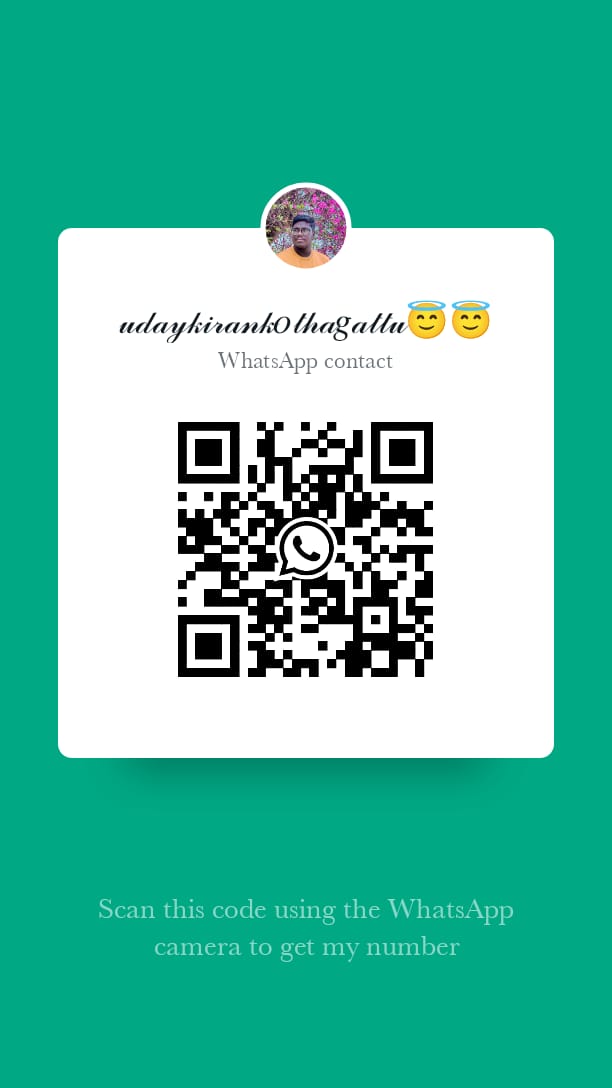 udaykirank0thagattu😇😇
WhatsApp contact
Scan this code using the WhatsApp
camera to get my number